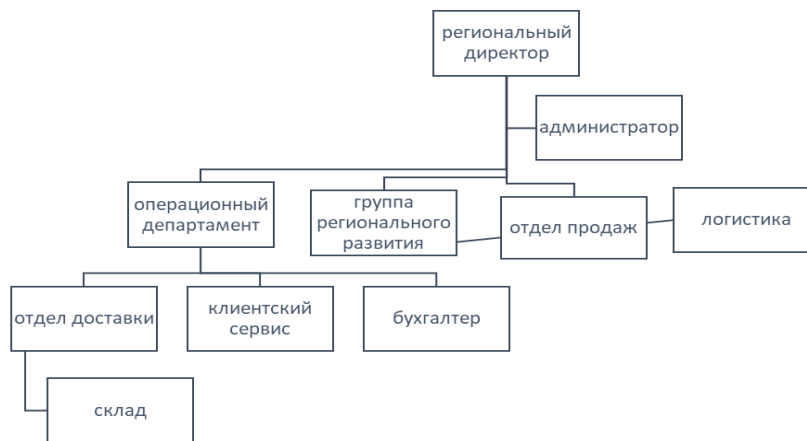 региональный
директор
администратор
операционный
департамент
группа
регионального
развития
отдел продаж
логистика
отдел доставки
клиентский
сервис
бухгалтер
склад